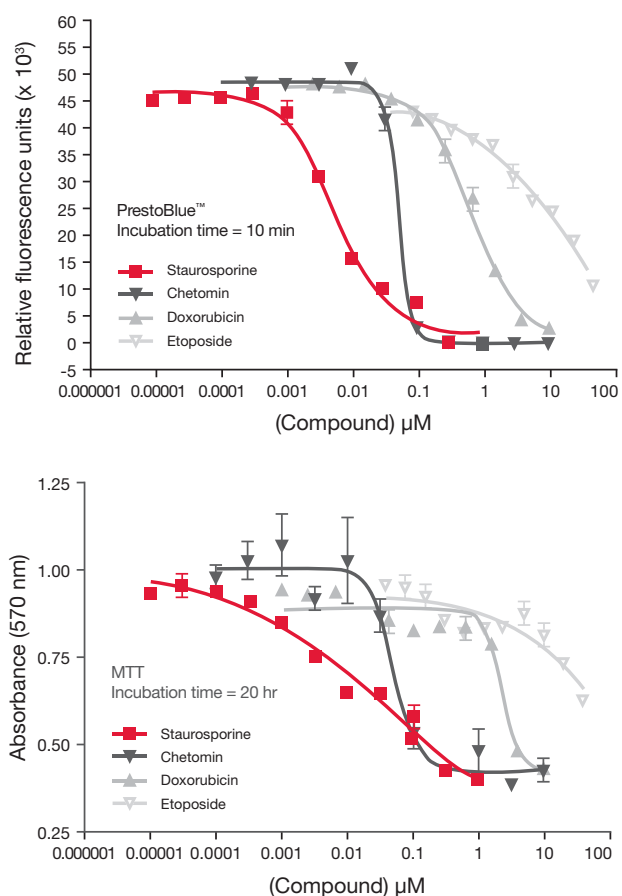 Relative fluorescence units (x 10³)
60
55
50
45
40
35
30
25
20
15
10
5
0
-5
PrestoBlue™
Incubation time = 10 min
Staurosporine
Chetomin
Doxorubicin
Etoposide
0.000001 0.00001 0.0001 0.001 0.01 0.1 1 10 100
(Compound) µM
Absorbance (570 nm)
1.25
1.00
0.75
0.50
0.25
MTT
Incubation time = 20 hr
Staurosporine
Chetomin
Doxorubicin
Etoposide
0.000001 0.00001 0.0001 0.001 0.01 0.1 1 10 100
(Compound) µM